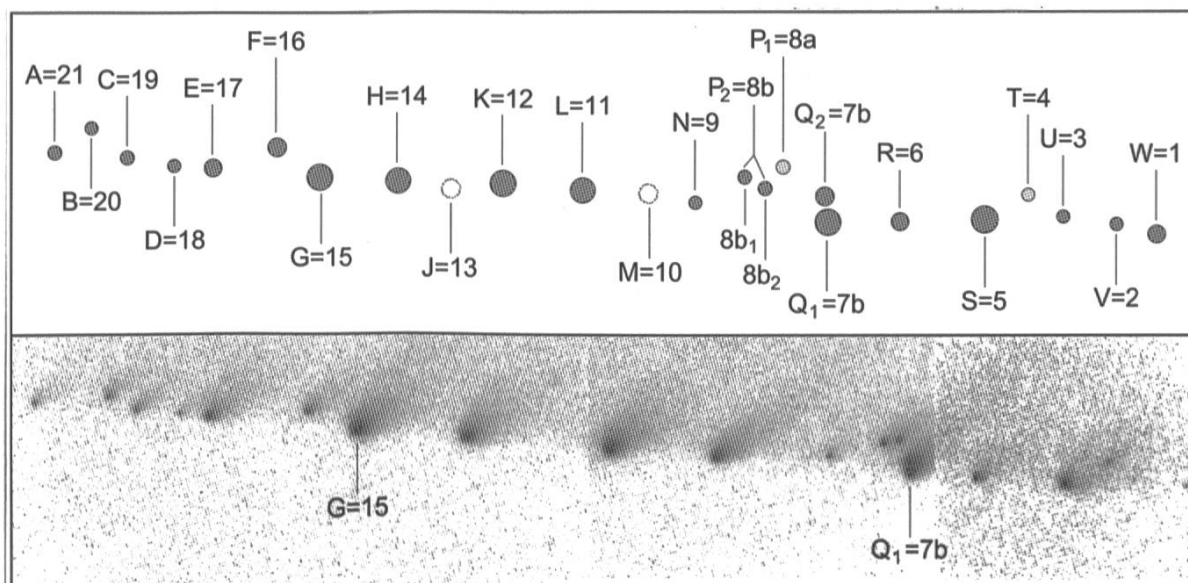 P₁=8a
F=16
A=21
C=19
E=17
H=14
K=12
L=11
P₂=8b
N=9
Q₂=7b
R=6
T=4
U=3
W=1
B=20
D=18
G=15
J=13
M=10
8b₁
8b₂
Q₁=7b
S=5
V=2
G=15
Q₁=7b